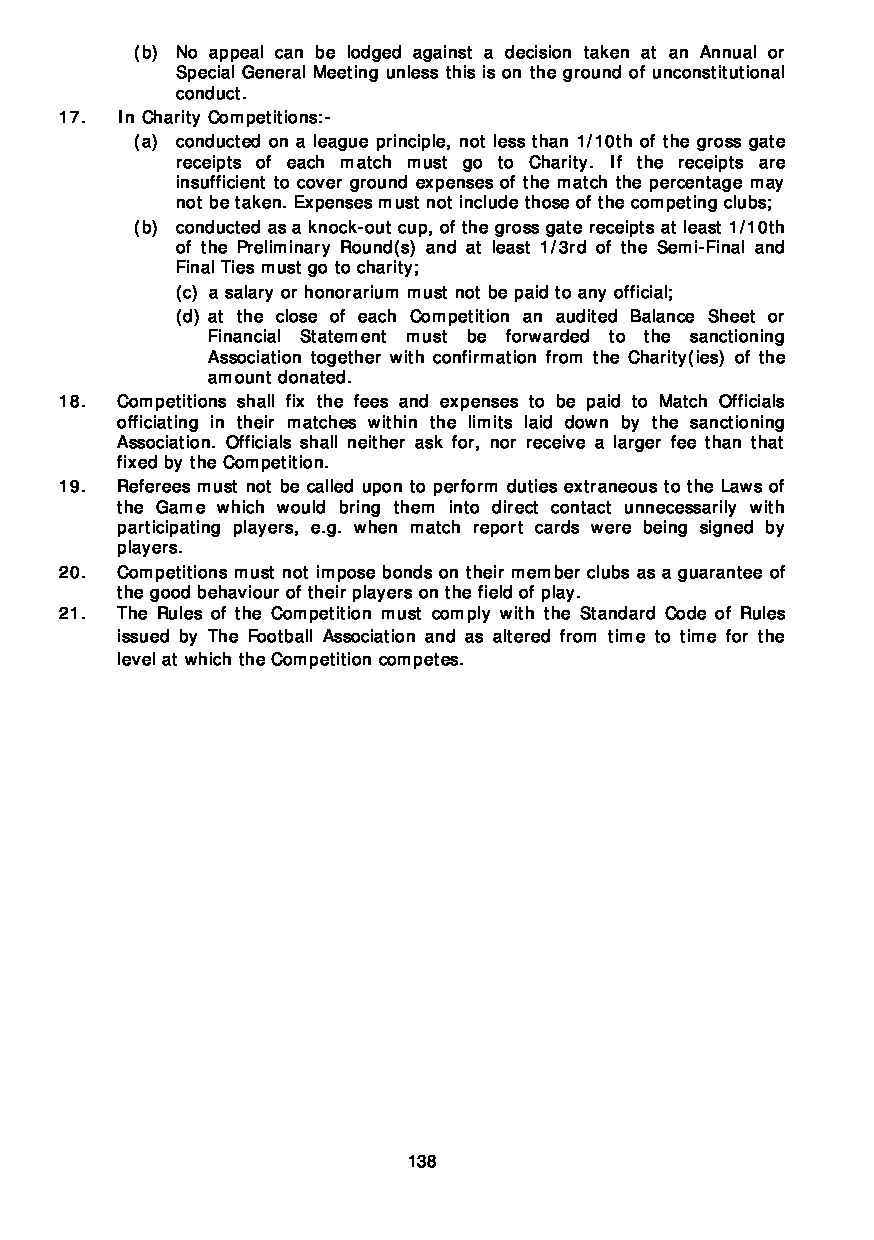 (b) No appeal can be lodged against a decision taken at an Annual or
Special General Meeting unless this is on the ground of unconstitutional
conduct.
17. In Charity Competitions:-
(a) conducted on a league principle, not less than 1/10th of the gross gate
receipts of each match must go to Charity. If the receipts are
insufficient to cover ground expenses of the match the percentage may
not be taken. Expenses must not include those of the competing clubs;
(b) conducted as a knock-out cup, of the gross gate receipts at least 1/10th
of the Preliminary Round(s) and at least 1/3rd of the Semi-Final and
Final Ties must go to charity;
(c) a salary or honorarium must not be paid to any official;
(d) at the close of each Competition an audited Balance Sheet or
Financial Statement must be forwarded to the sanctioning
Association together with confirmation from the Charity(ies) of the
amount donated.
18. Competitions shall fix the fees and expenses to be paid to Match Officials
officiating in their matches within the limits laid down by the sanctioning
Association. Officials shall neither ask for, nor receive a larger fee than that
fixed by the Competition.
19. Referees must not be called upon to perform duties extraneous to the Laws of
the Game which would bring them into direct contact unnecessarily with
participating players, e.g. when match report cards were being signed by
players.
20. Competitions must not impose bonds on their member clubs as a guarantee of
the good behaviour of their players on the field of play.
21. The Rules of the Competition must comply with the Standard Code of Rules
issued by The Football Association and as altered from time to time for the
level at which the Competition competes.
138